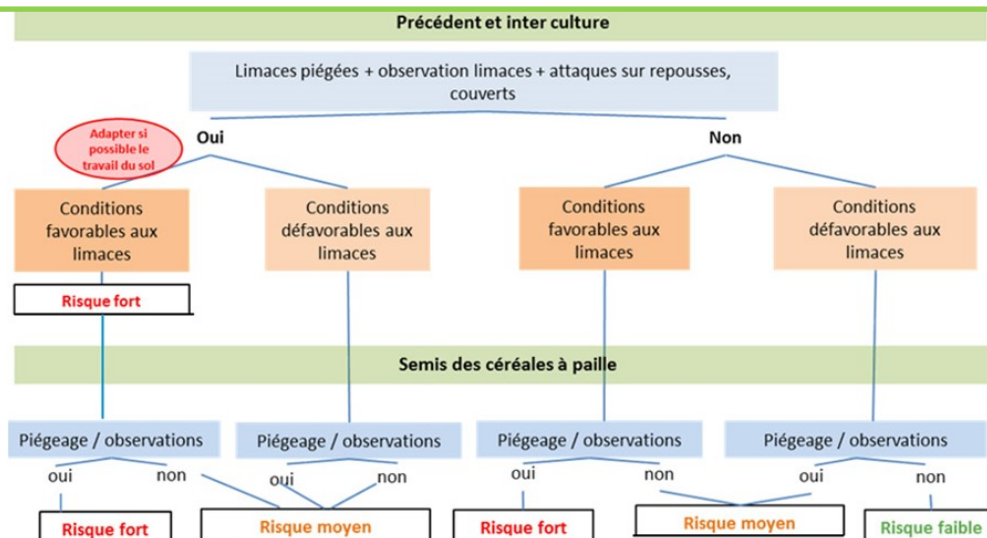 Précédent et inter culture
Limaces piégées + observation limaces + attaques sur repousses,
couverts
Adapter si
possible le
travail du sol
Oui
Non
Conditions
favorables aux
limaces
Conditions
défavorables aux
limaces
Conditions
favorables aux
limaces
Conditions
défavorables aux
limaces
Risque fort
Semis des céréales à paille
Piégeage / observations
Piégeage / observations
Piégeage / observations
Piégeage / observations
oui
non
oui
non
oui
non
oui
non
Risque fort
Risque moyen
Risque fort
Risque moyen
Risque faible